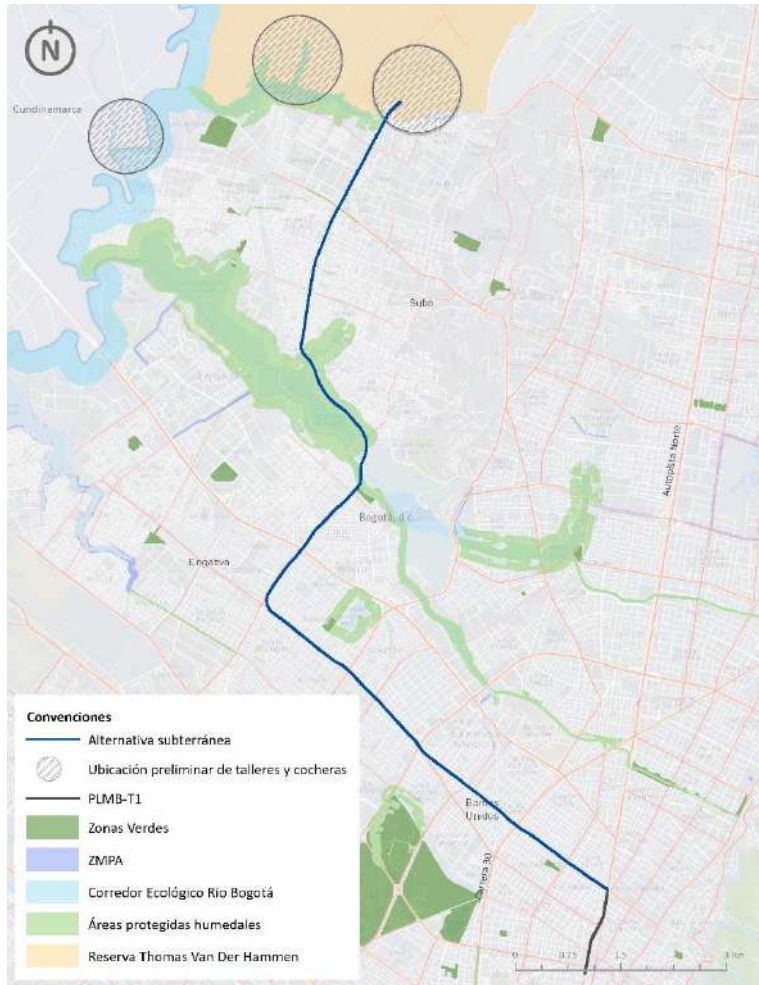 N
Cundinamarca
Suba
Autopista Norte
Bogotá, d.c.
Engativa
Barrios
Unidos
Carrera 30
0 0.75 1.5 3 Km
Convenciones
Alternativa subterránea
Ubicación preliminar de talleres y cocheras
PLMB-T1
Zonas Verdes
ZMPA
Corredor Ecológico Rio Bogotá
Áreas protegidas humedales
Reserva Thomas Van Der Hammen